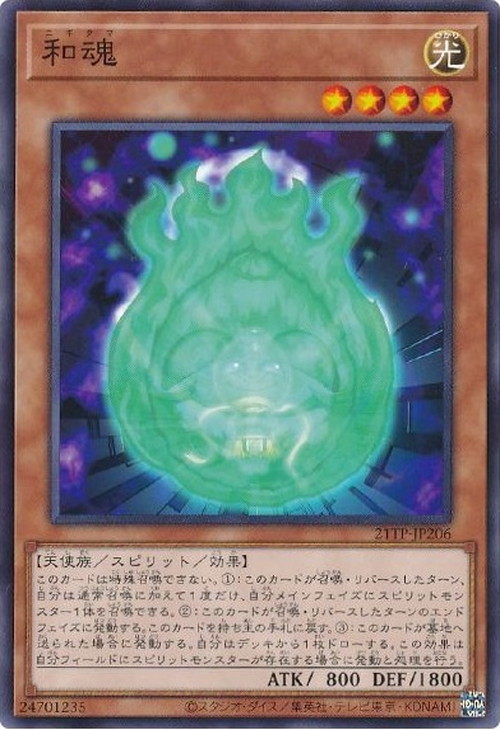 ニギタマ
和魂
ひかり
光
21TP-JP206
【天使族／スピリット／効果】
このカードは特殊召喚できない。①：このカードが召喚・リバースしたターン、
自分は通常召喚に加えて1度だけ、自分メインフェイズにスピリットモン
スター1体を召喚できる。②：このカードが召喚・リバースしたターンのエンド
フェイズに発動する。このカードを持ち主の手札に戻す。③：このカードが墓地へ
送られた場合に発動する。自分はデッキから1枚ドローする。この効果は
自分フィールドにスピリットモンスターが存在する場合に発動と処理を行う。
ATK/ 800 DEF/1800
24701235
©スタジオ・ダイス／集英社・テレビ東京・KONAMI